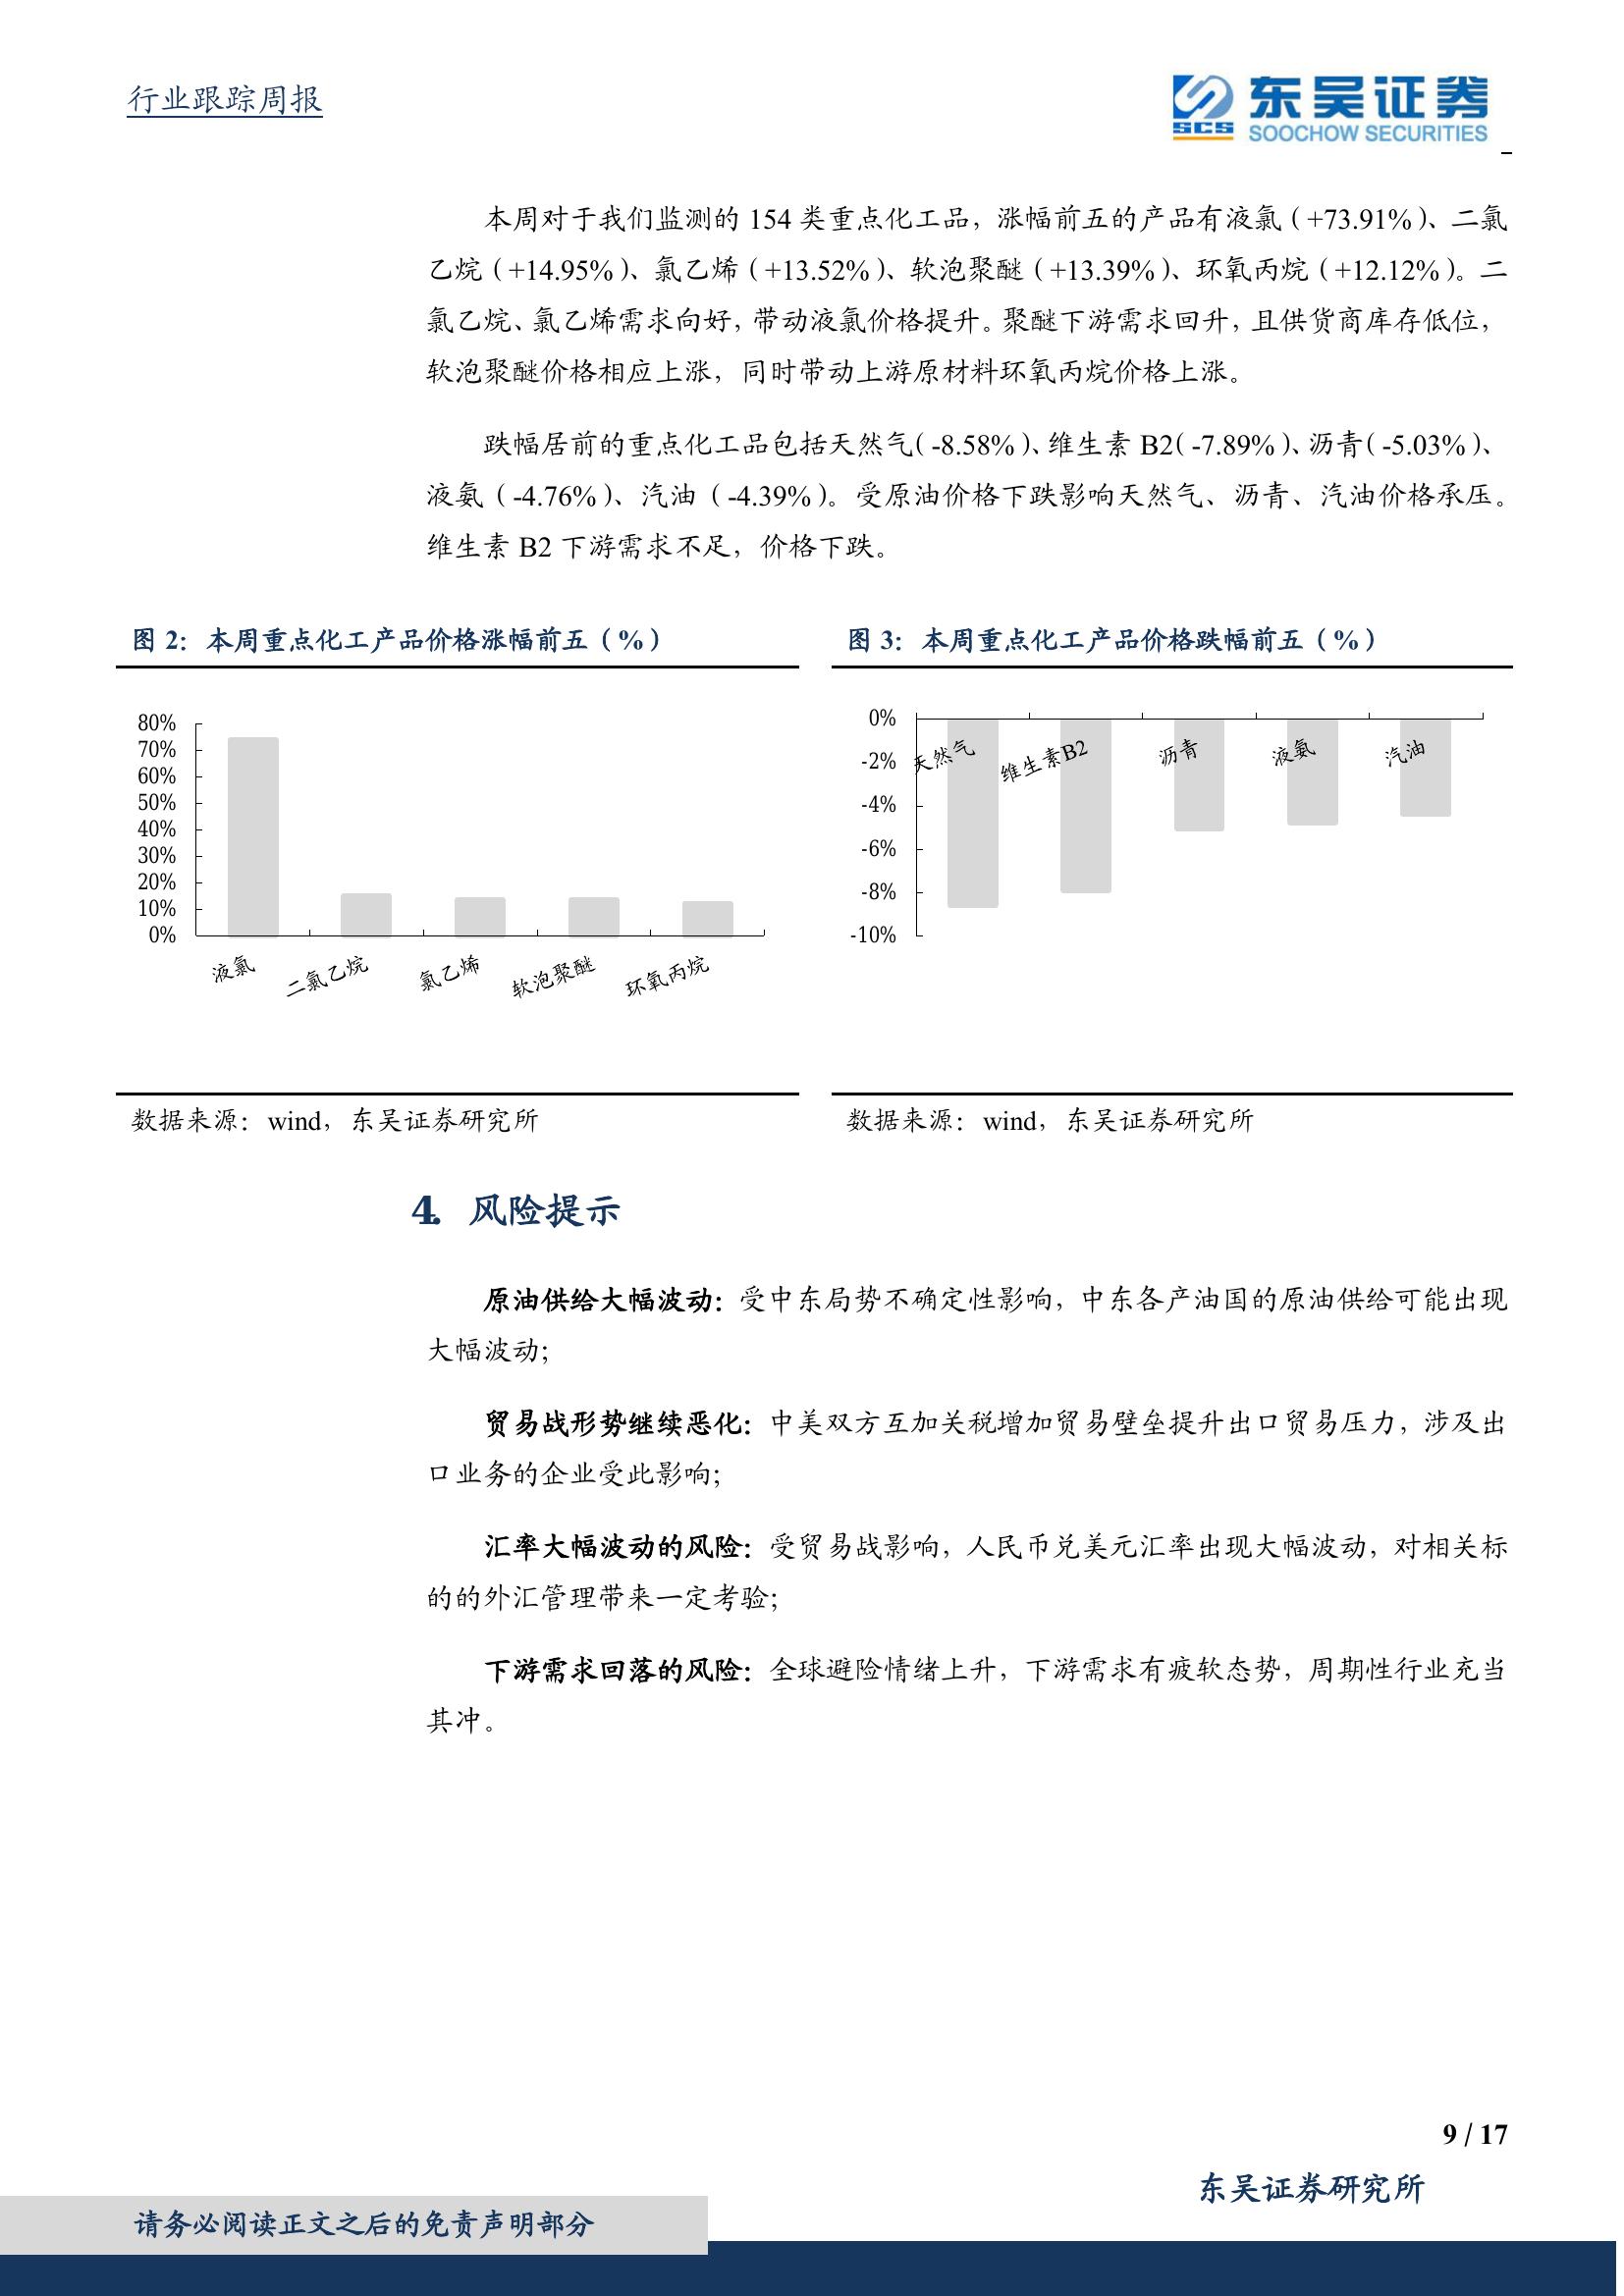 行业跟踪周报
SCS 东吴证券
SOOCHOW SECURITIES
本周对于我们监测的 154 类重点化工品，涨幅前五的产品有液氯（+73.91%）、二氯
乙烷（+14.95%）、氯乙烯（+13.52%）、软泡聚醚（+13.39%）、环氧丙烷（+12.12%）。二
氯乙烷、氯乙烯需求向好，带动液氯价格提升。聚醚下游需求回升，且供货商库存低位，
软泡聚醚价格相应上涨，同时带动上游原材料环氧丙烷价格上涨。
跌幅居前的重点化工品包括天然气（-8.58%）、维生素 B2（-7.89%）、沥青（-5.03%）、
液氨（-4.76%）、汽油（-4.39%）。受原油价格下跌影响天然气、沥青、汽油价格承压。
维生素 B2 下游需求不足，价格下跌。
图 2：本周重点化工产品价格涨幅前五（%）
80%
70%
60%
50%
40%
30%
20%
10%
0%
液氯 二氯乙烷 氯乙烯 软泡聚醚 环氧丙烷
数据来源：wind，东吴证券研究所
图 3：本周重点化工产品价格跌幅前五（%）
0%
-2%
-4%
-6%
-8%
-10%
天然气 维生素B2 沥青 液氨 汽油
数据来源：wind，东吴证券研究所
4. 风险提示
原油供给大幅波动：受中东局势不确定性影响，中东各产油国的原油供给可能出现
大幅波动；
贸易战形势继续恶化：中美双方互加关税增加贸易壁垒提升出口贸易压力，涉及出
口业务的企业受此影响；
汇率大幅波动的风险：受贸易战影响，人民币兑美元汇率出现大幅波动，对相关标
的的外汇管理带来一定考验；
下游需求回落的风险：全球避险情绪上升，下游需求有疲软态势，周期性行业充当
其冲。
9 / 17
东吴证券研究所
请务必阅读正文之后的免责声明部分